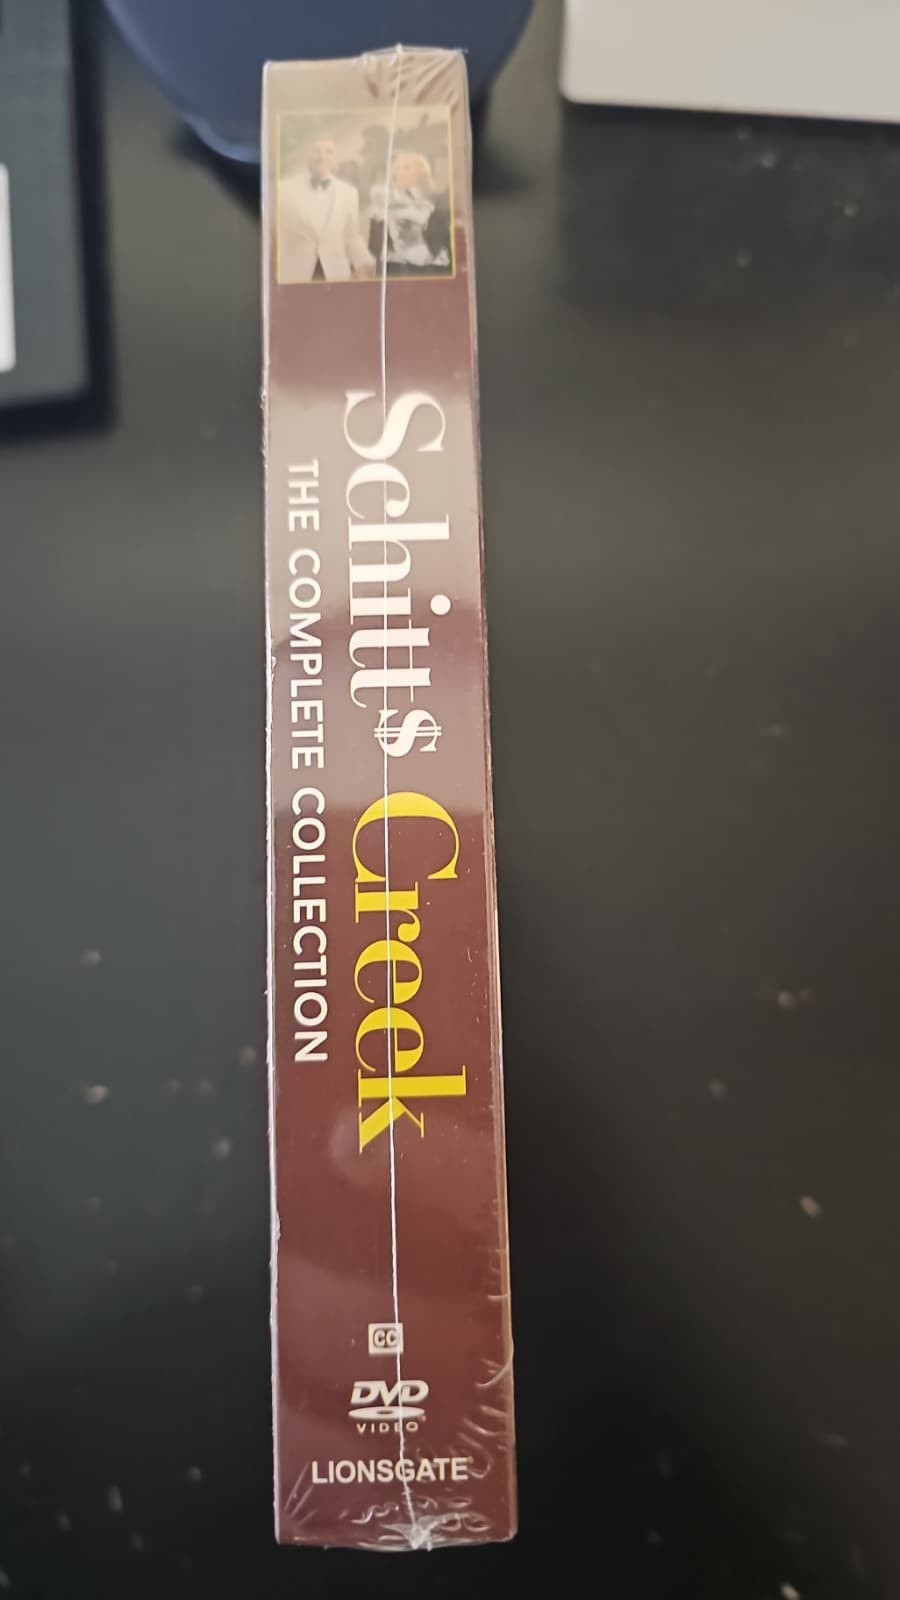 Schitt$ Creek
THE COMPLETE COLLECTION
CC
DVD
VIDEO
LIONSGATE